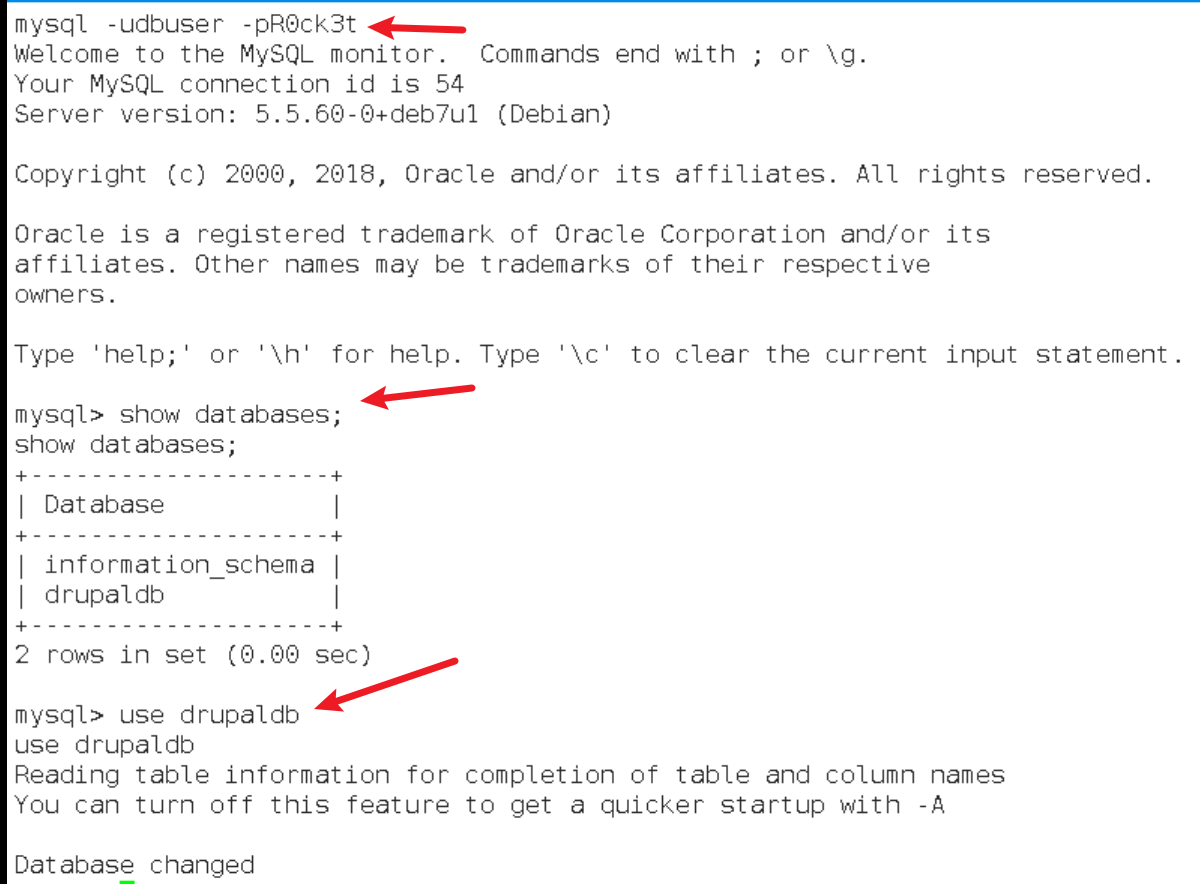 mysql -udbuser -pR0ck3t
Welcome to the MySQL monitor.  Commands end with ; or \g.
Your MySQL connection id is 54
Server version: 5.5.60-0+deb7u1 (Debian)
Copyright (c) 2000, 2018, Oracle and/or its affiliates. All rights reserved.
Oracle is a registered trademark of Oracle Corporation and/or its
affiliates. Other names may be trademarks of their respective
owners.
Type 'help;' or '\h' for help. Type '\c' to clear the current input statement.
mysql> show databases;
show databases;
+--------------------+
| Database           |
+--------------------+
| information_schema |
| drupaldb           |
+--------------------+
2 rows in set (0.00 sec)
mysql> use drupaldb
use drupaldb
Reading table information for completion of table and column names
You can turn off this feature to get a quicker startup with -A
Database changed